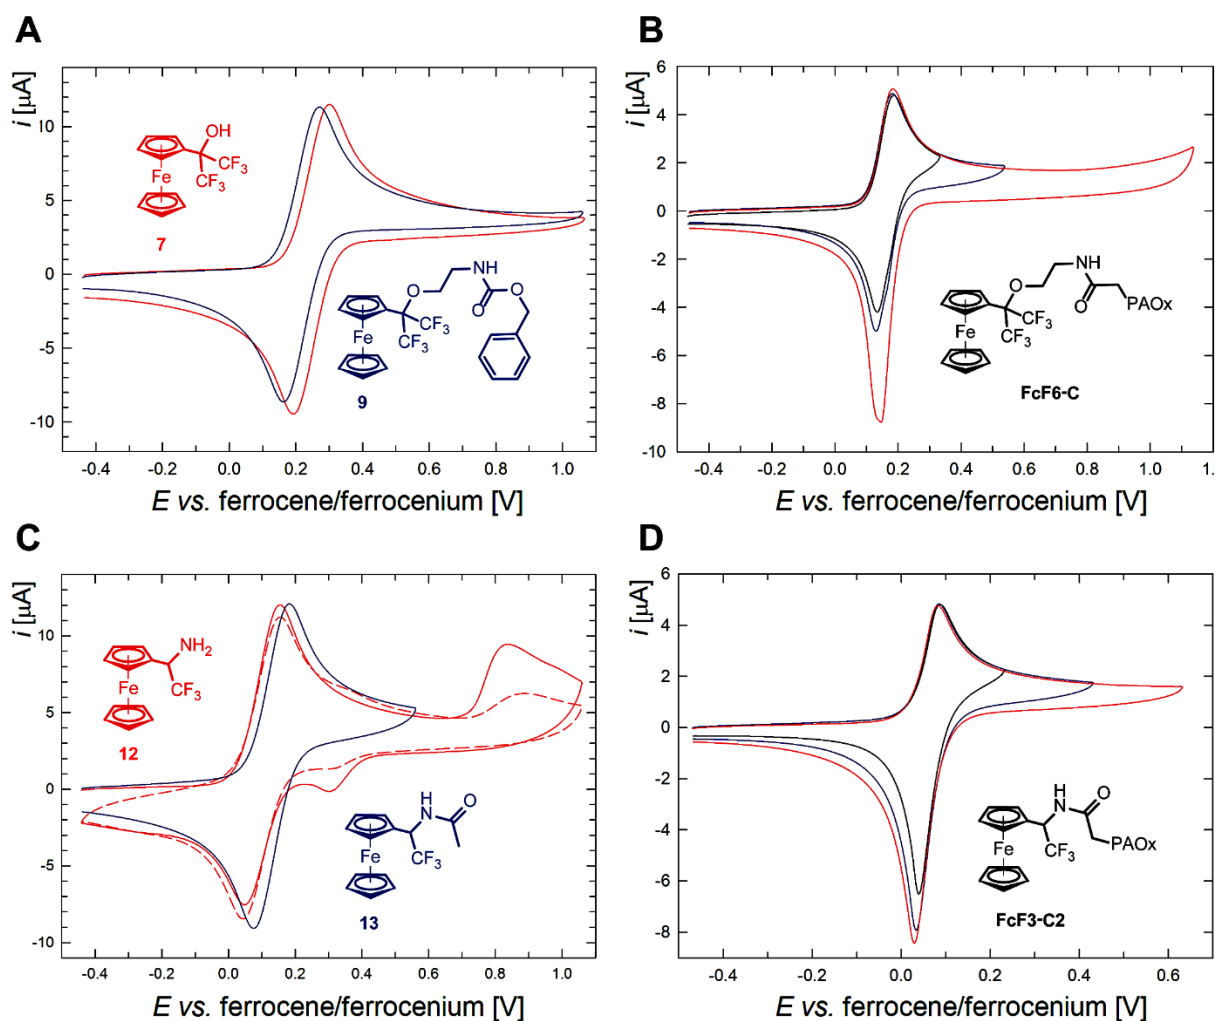 A
i [µA]
10
5
0
-5
-10
-0.4
-0.2
0.0
0.2
0.4
0.6
0.8
1.0
E vs. ferrocene/ferrocenium [V]
OH
CF3
CF3
Fe
7
NH
O
O
O
CF3
CF3
Fe
9
B
i [µA]
6
4
2
0
-2
-4
-6
-8
-10
-0.4
-0.2
0.0
0.2
0.4
0.6
0.8
1.0
1.
E vs. ferrocene/ferrocenium [V]
NH
O
O
PAOx
CF3
CF3
Fe
FcF6-C
C
i [µA]
10
5
0
-5
-10
-0.4
-0.2
0.0
0.2
0.4
0.6
0.8
1.0
E vs. ferrocene/ferrocenium [V]
NH2
CF3
Fe
12
H
N
O
CF3
Fe
13
D
i [µA]
6
4
2
0
-2
-4
-6
-8
-0.4
-0.2
0.0
0.2
0.4
0.6
E vs. ferrocene/ferrocenium [V]
H
N
O
PAOx
CF3
Fe
FcF3-C2